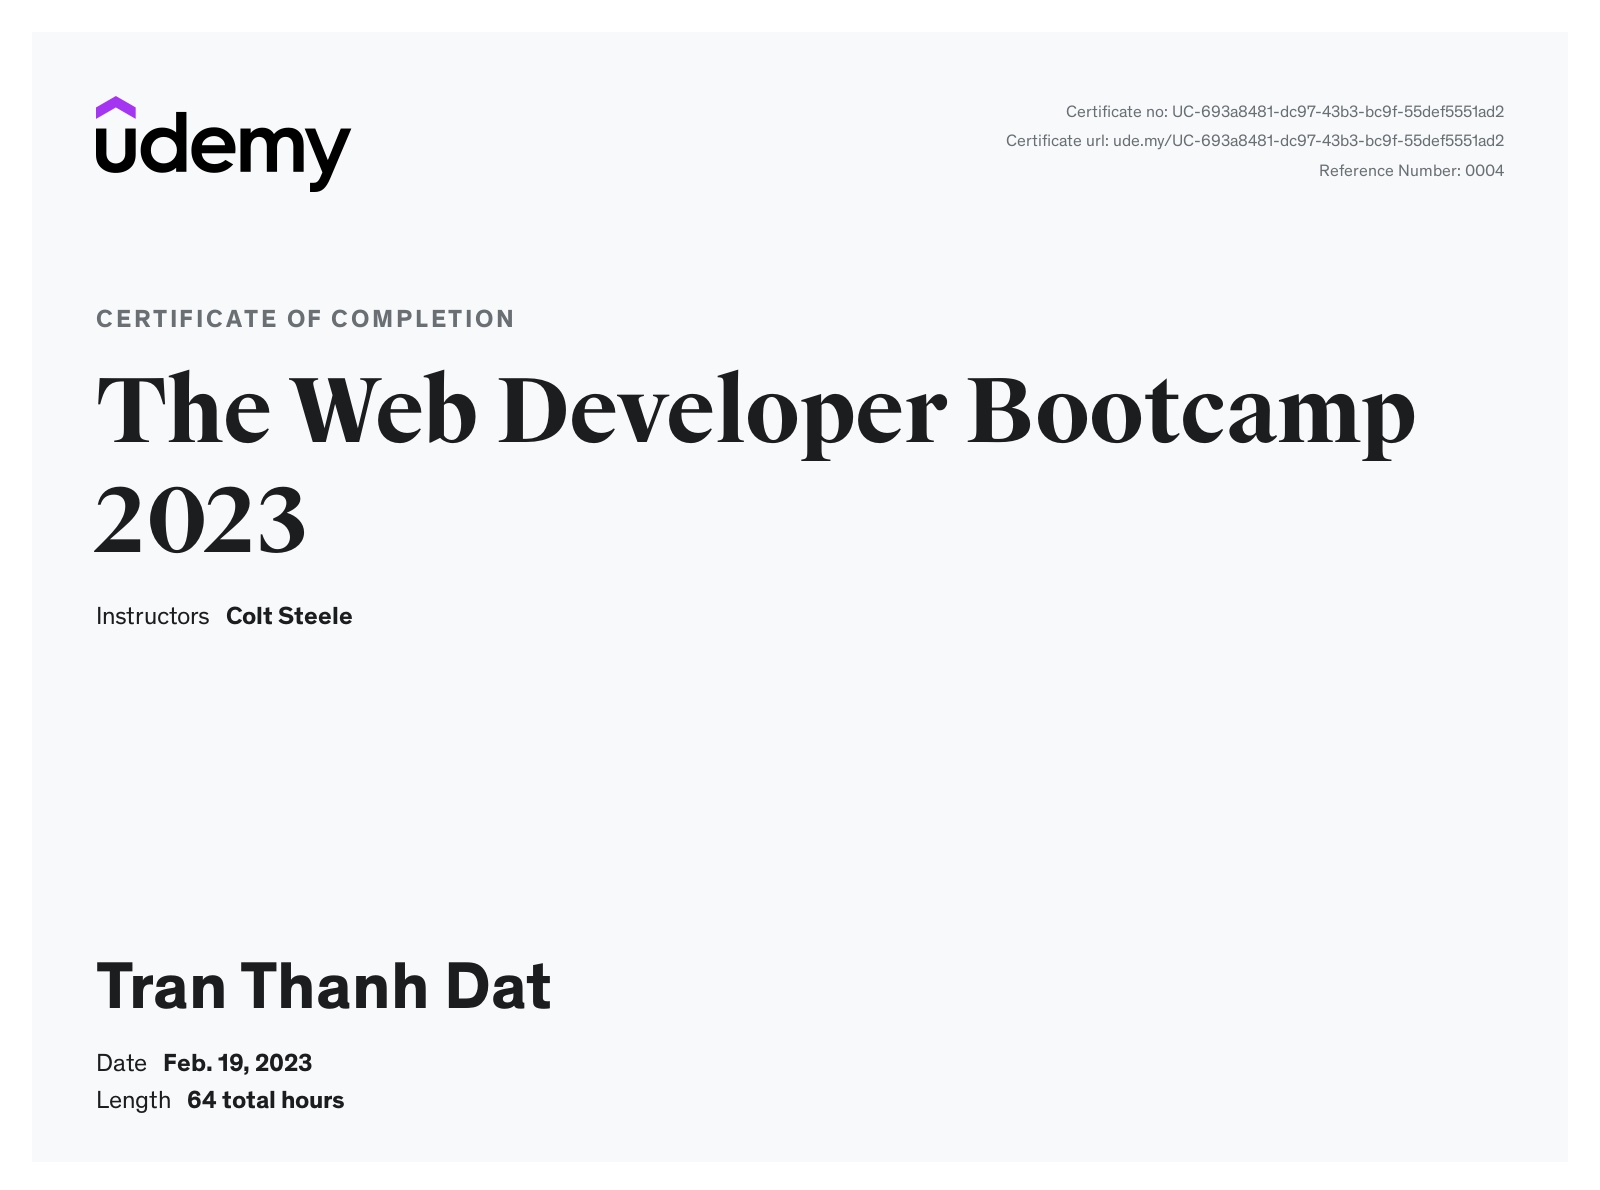 udemy
Certificate no: UC-693a8481-dc97-43b3-bc9f-55def5551ad2
Certificate url: ude.my/UC-693a8481-dc97-43b3-bc9f-55def5551ad2
Reference Number: 0004
CERTIFICATE OF COMPLETION
The Web Developer Bootcamp
2023
Instructors Colt Steele
Tran Thanh Dat
Date Feb. 19, 2023
Length 64 total hours